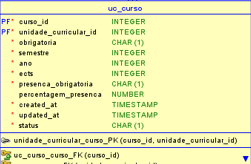 uc_curso
PF* curso_id INTEGER
PF* unidade_curricular_id INTEGER
* obrigatoria CHAR (1)
* semestre INTEGER
* ano INTEGER
* ects INTEGER
* presenca_obrigatoria CHAR (1)
percentagem_presenca NUMBER
* created_at TIMESTAMP
* updated_at TIMESTAMP
* status CHAR (1)
unidade_curricular_PK (curso_id, unidade_curricular_id)
uc_curso_curso_FK (curso_id)